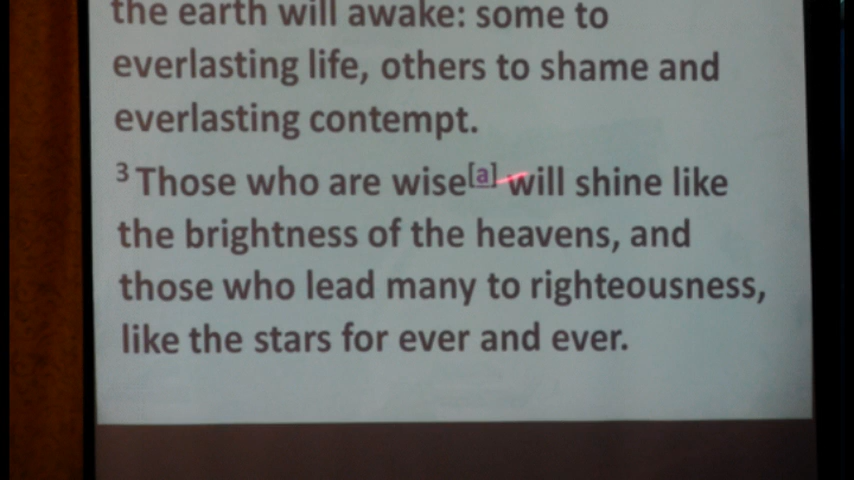 the earth will awake: some to
everlasting life, others to shame and
everlasting contempt.
3 Those who are wise[a] will shine like
the brightness of the heavens, and
those who lead many to righteousness,
like the stars for ever and ever.